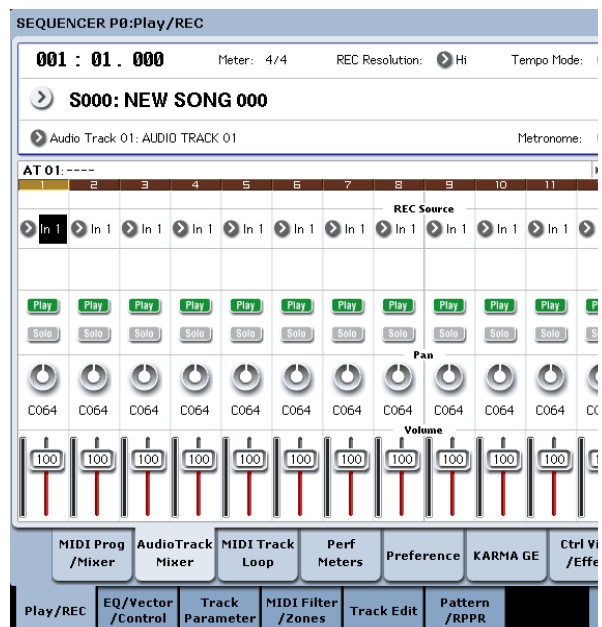 SEQUENCER P0:Play/REC
001 : 01 . 000 Meter: 4/4 REC Resolution: Hi Tempo Mode:
S000: NEW SONG 000
Audio Track 01: AUDIO TRACK 01 Metronome:
AT 01:----
1 2 3 4 5 6 7 8 9 10 11
REC Source
In 1 In 1 In 1 In 1 In 1 In 1 In 1 In 1 In 1 In 1 In 1
Play Play Play Play Play Play Play Play Play Play Play
Solo Solo Solo Solo Solo Solo Solo Solo Solo Solo Solo S
Pan
C064 C064 C064 C064 C064 C064 C064 C064 C064 C064 C064 C0
Volume
100 100 100 100 100 100 100 100 100 100 100 1
MIDI Prog AudioTrack MIDI Track Perf Preference KARMA GE Ctrl Vi
/Mixer Mixer Loop Meters /Effe
Play/REC EQ/Vector Track MIDI Filter Track Edit Pattern
/Control Parameter /Zones /RPPR